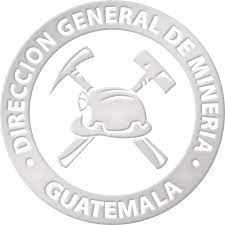 DIRECCION GENERAL DE MINERIA
GUATEMALA